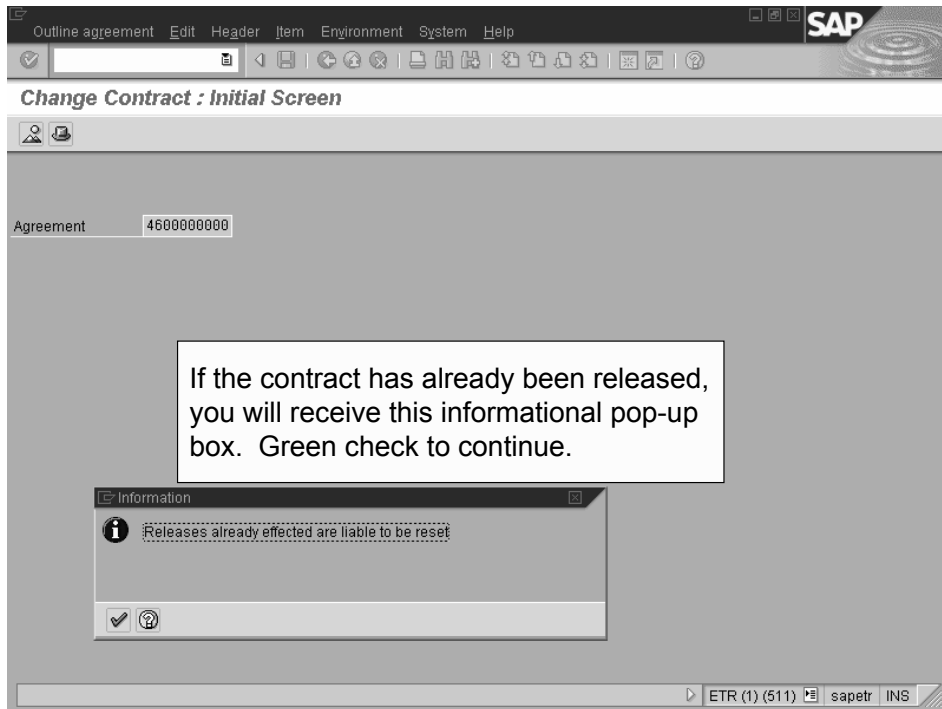 Outline agreement Edit Header Item Environment System Help
SAP
Change Contract : Initial Screen
Agreement 4600000000
If the contract has already been released,
you will receive this informational pop-up
box. Green check to continue.
Information
Releases already effected are liable to be reset
ETR (1) (511) sapetr INS